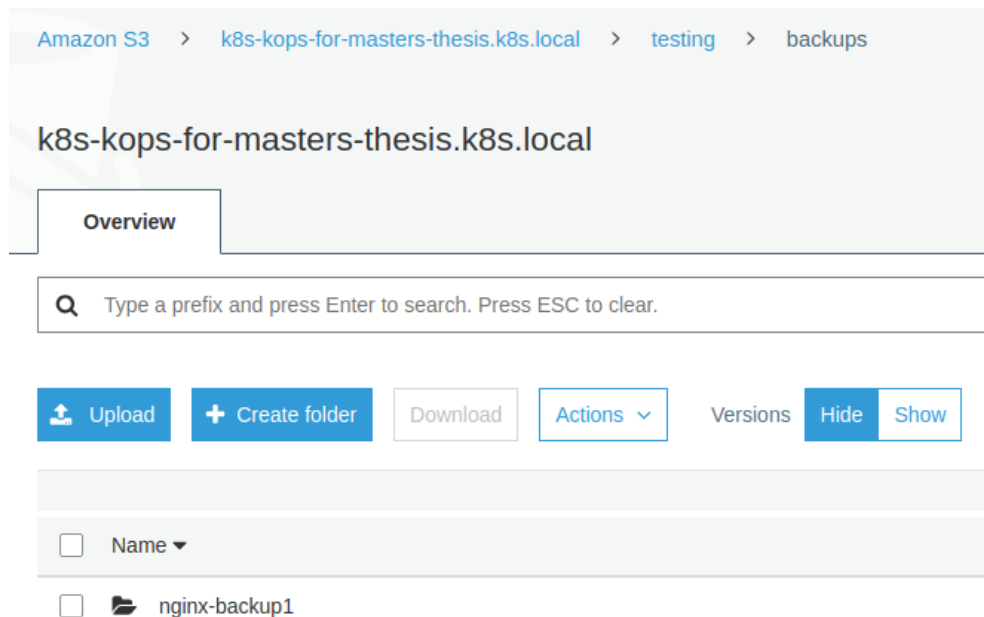 Amazon S3 > k8s-kops-for-masters-thesis.k8s.local > testing > backups
k8s-kops-for-masters-thesis.k8s.local
Overview
Type a prefix and press Enter to search. Press ESC to clear.
Upload + Create folder Download Actions Versions Hide Show
Name
nginx-backup1